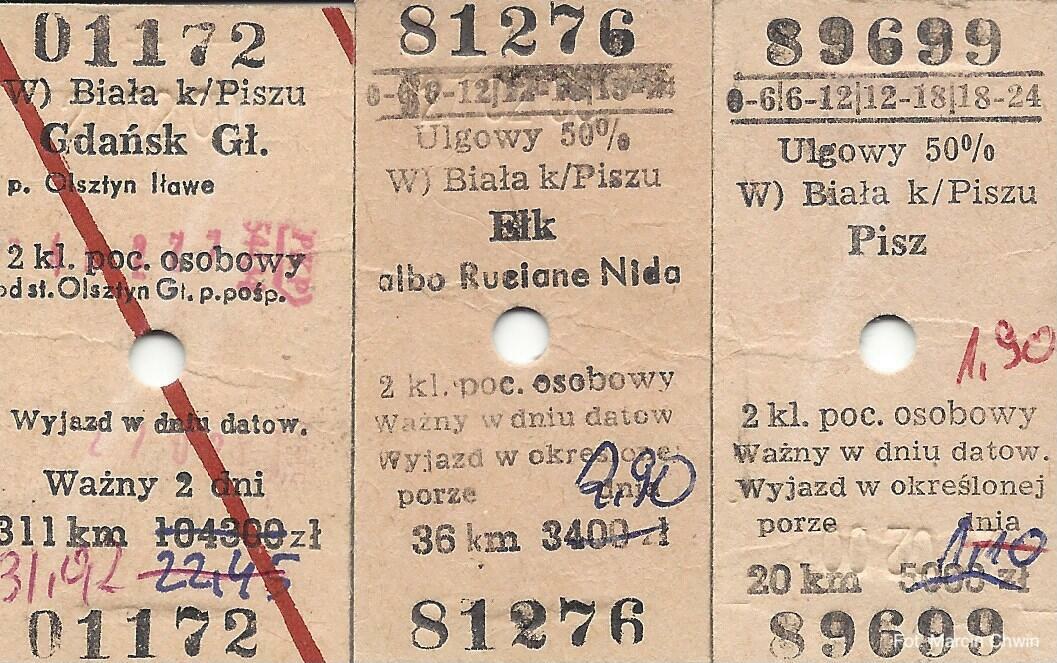 01172
W) Biała k/Piszu
Gdańsk Gł.
p. Olsztyn Iławe
2 kl. poc. osobowy
od st. Olsztyn Gł. p. pośp.
Wyjazd w dniu datow.
Ważny 2 dni
311 km 104300 zł
22,45
01172
81276
0-6 6-12|12-18|18-24
Ulgowy 50%
W) Biała k/Piszu
Ełk
albo Ruciane Nida
2 kl. poc. osobowy
Ważny w dniu datow
Wyjazd w określonej
porze dnia
2,90
36 km 3400 zł
81276
89699
0-6|6-12|12-18|18-24
Ulgowy 50%
W) Biała k/Piszu
Pisz
1,90
2 kl. poc. osobowy
Ważny w dniu datow.
Wyjazd w określonej
porze dnia
1,10
20 km 5000 zł
89699
Fot. Marcin Chwin